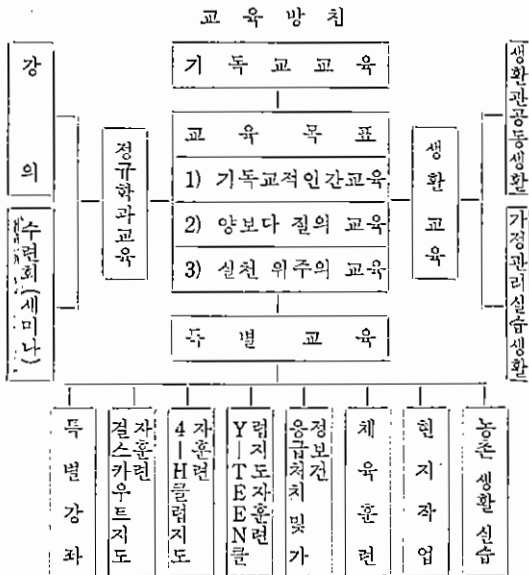 교육방침
기독교교육
교육목표
1) 기독교적인간교육
2) 양보다 질의 교육
3) 실천 위주의 교육
정규학과교육
강의
수련회(세미나)
생활교육
생활관공동생활
가정관리실습생활
특별교육
특별강좌
걸스카우트지도
자훈련
4-H클럽지도
자훈련
Y-TEEN클
럽지도자훈련
응급처치 및 가
정보건
체육훈련
현지작업
농촌 생활 실습